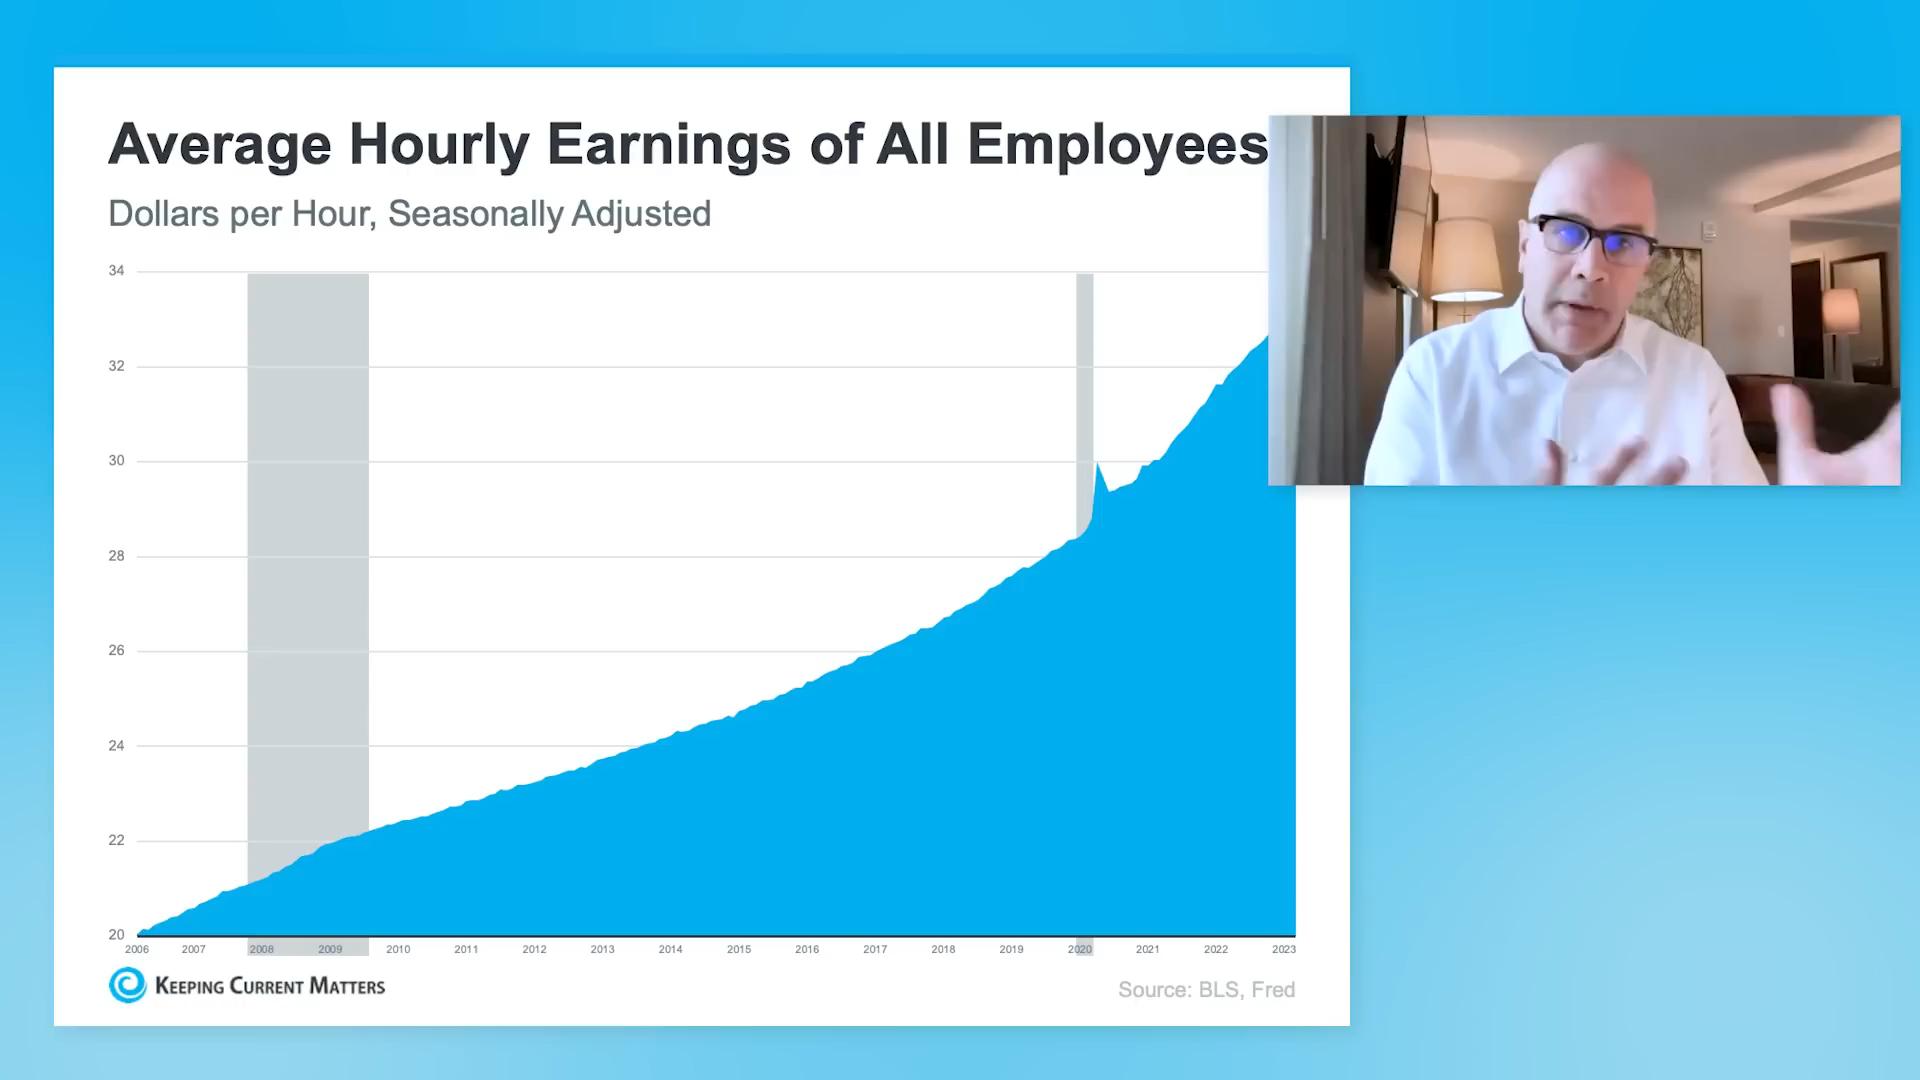 Average Hourly Earnings of All Employees
Dollars per Hour, Seasonally Adjusted
34
32
30
28
26
24
22
20
2006 2007 2008 2009 2010 2011 2012 2013 2014 2015 2016 2017 2018 2019 2020 2021 2022 2023
KEEPING CURRENT MATTERS
Source: BLS, Fred